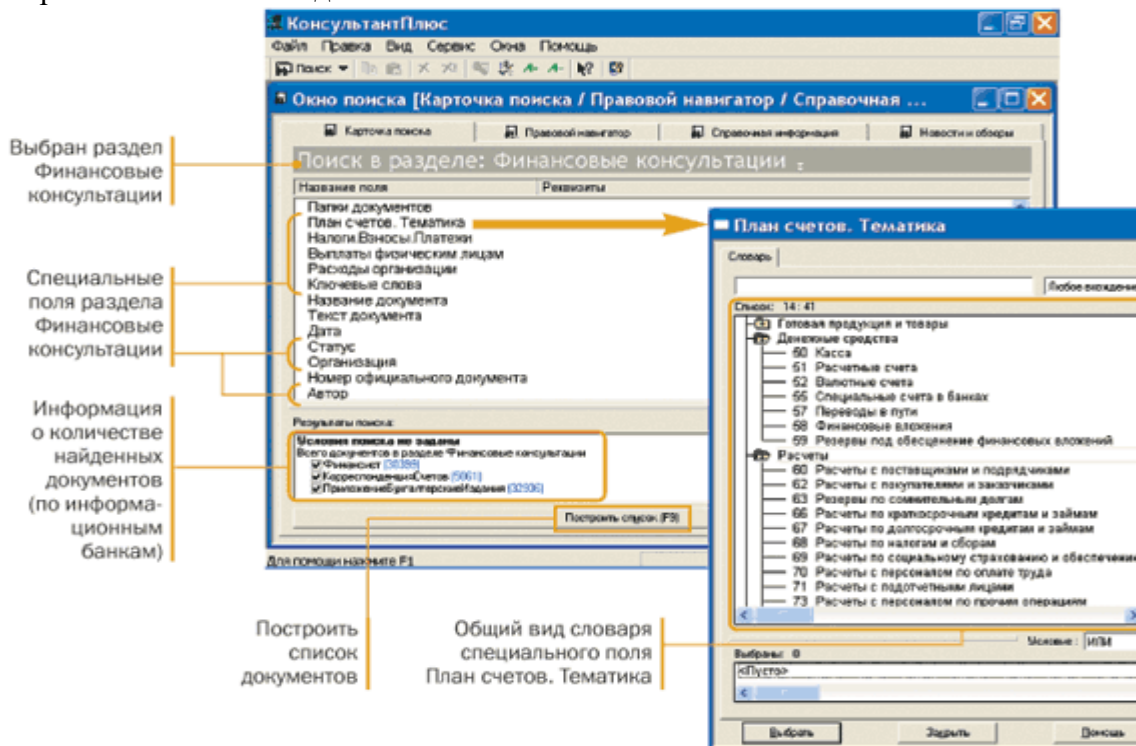 КонсультантПлюс
Файл Правка Вид Сервис Окна Помощь
Поиск
Окно поиска [Карточка поиска / Правовой навигатор / Справочная ...
Карточка поиска
Правовой навигатор
Справочная информация
Новости и обзоры
Поиск в разделе: Финансовые консультации
Название поля
Реквизиты
Папки документов
План счетов. Тематика
Налоги.Взносы.Платежи
Выплаты физическим лицам
Расходы организации
Ключевые слова
Название документа
Текст документа
Дата
Статус
Организация
Номер официального документа
Автор
Результаты поиска:
Условия поиска не заданы
Всего документов в разделе Финансовые консультации
Финансист (30399)
КорреспонденцияСчетов (5061)
ПриложениеБухгалтерскиеИздания (32936)
Построить список (F9)
Для помощи нажмите F1
Выбран раздел
Финансовые
консультации
Специальные
поля раздела
Финансовые
консультации
Информация
о количестве
найденных
документов
(по информа-
ционным
банкам)
Построить
список
документов
Общий вид словаря
специального поля
План счетов. Тематика
План счетов. Тематика
Словарь
Любое вхождение
Список: 14: 41
Готовая продукция и товары
Денежные средства
50 Касса
51 Расчетные счета
52 Валютные счета
55 Специальные счета в банках
57 Переводы в пути
58 Финансовые вложения
59 Резервы под обесценение финансовых вложений
Расчеты
60 Расчеты с поставщиками и подрядчиками
62 Расчеты с покупателями и заказчиками
63 Резервы по сомнительным долгам
66 Расчеты по краткосрочным кредитам и займам
67 Расчеты по долгосрочным кредитам и займам
68 Расчеты по налогам и сборам
69 Расчеты по социальному страхованию и обеспечению
70 Расчеты с персоналом по оплате труда
71 Расчеты с подотчетными лицами
73 Расчеты с персоналом по прочим операциям
Условие: ИЛИ
Выбраны: 0
<Пусто>
Выбрать
Закрыть
Помощь